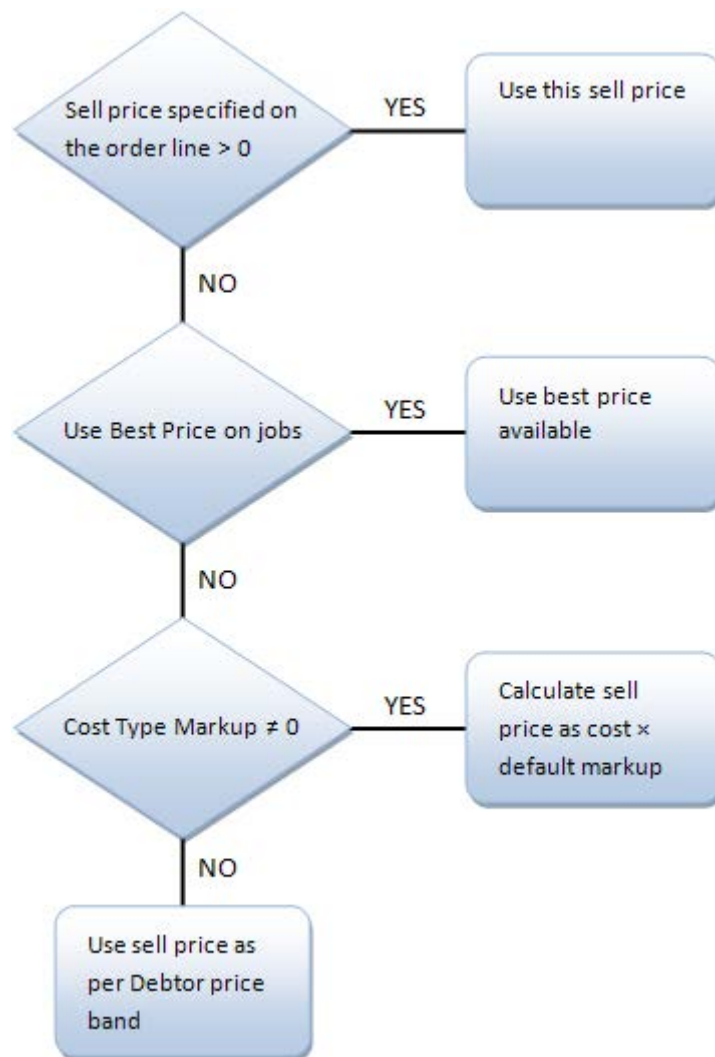 Sell price specified on
the order line > 0
YES
Use this sell price
NO
Use Best Price on jobs
YES
Use best price
available
NO
Cost Type Markup ≠ 0
YES
Calculate sell
price as cost ×
default markup
NO
Use sell price as
per Debtor price
band